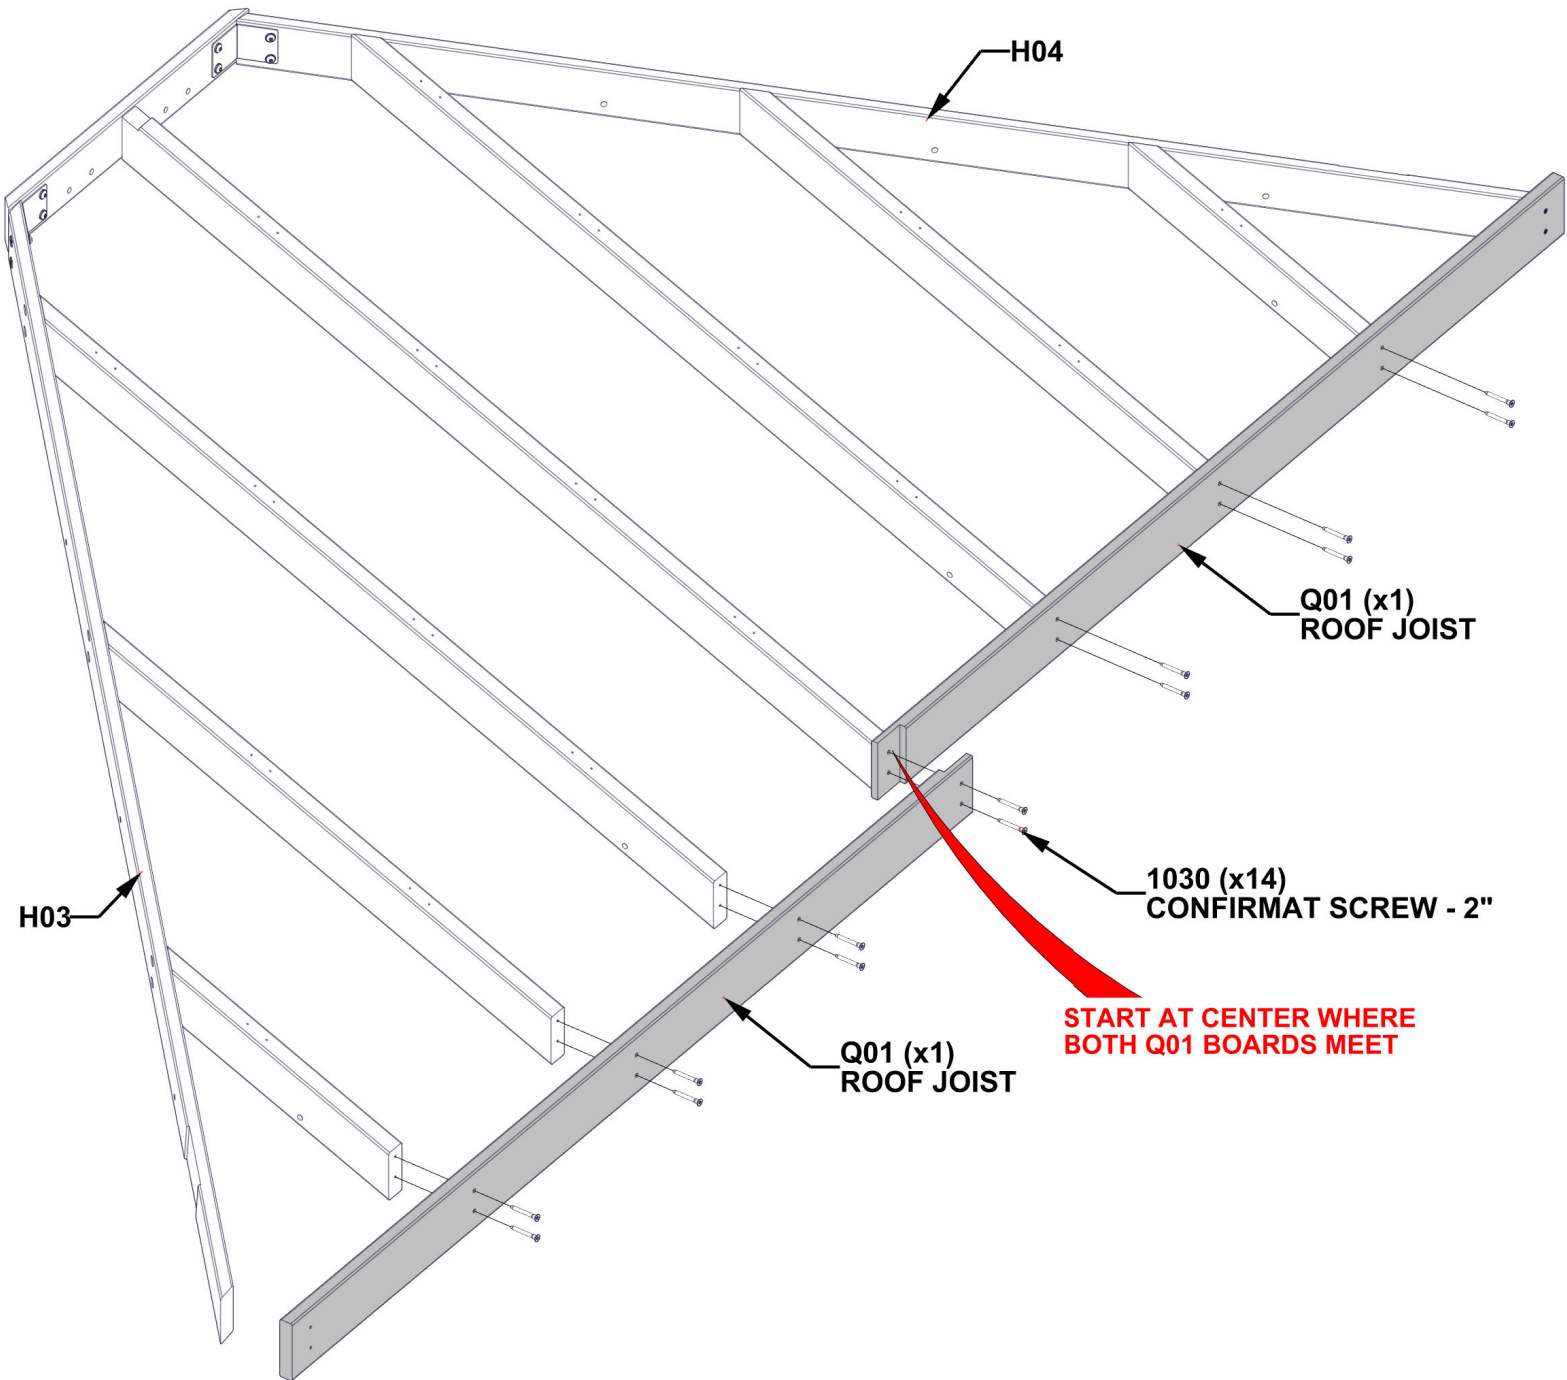 H04
Q01 (x1)
ROOF JOIST
1030 (x14)
CONFIRMAT SCREW - 2"
H03
START AT CENTER WHERE
BOTH Q01 BOARDS MEET
Q01 (x1)
ROOF JOIST